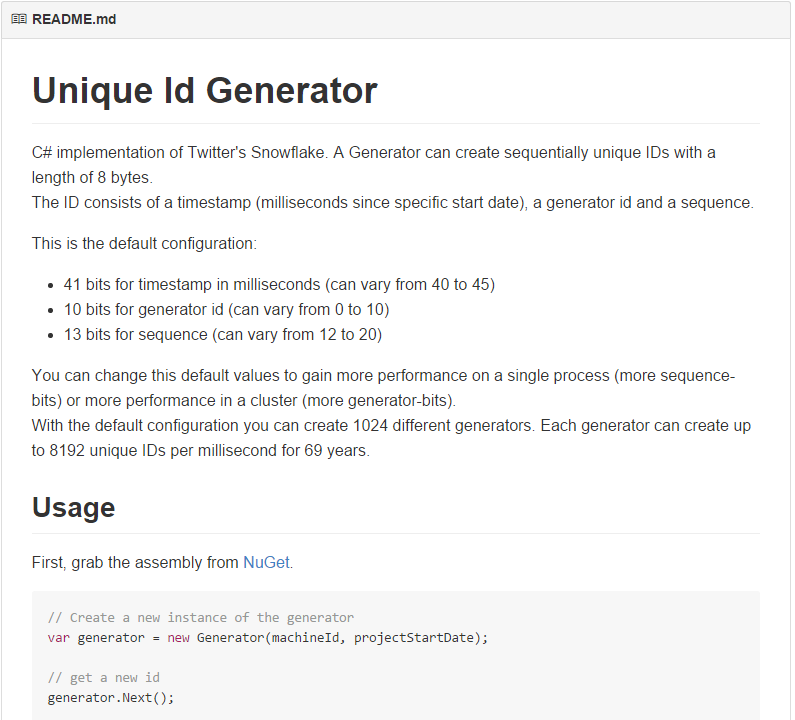 README.md
Unique Id Generator
C# implementation of Twitter's Snowflake. A Generator can create sequentially unique IDs with a
length of 8 bytes.
The ID consists of a timestamp (milliseconds since specific start date), a generator id and a sequence.
This is the default configuration:
• 41 bits for timestamp in milliseconds (can vary from 40 to 45)
• 10 bits for generator id (can vary from 0 to 10)
• 13 bits for sequence (can vary from 12 to 20)
You can change this default values to gain more performance on a single process (more sequence-
bits) or more performance in a cluster (more generator-bits).
With the default configuration you can create 1024 different generators. Each generator can create up
to 8192 unique IDs per millisecond for 69 years.
Usage
First, grab the assembly from NuGet.
// Create a new instance of the generator
var generator = new Generator(machineId, projectStartDate);
// get a new id
generator.Next();